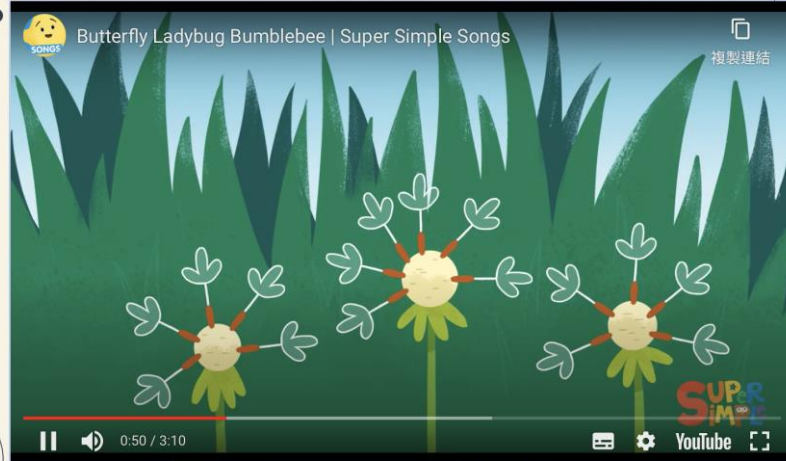 SONGS
Butterfly Ladybug Bumblebee | Super Simple Songs
複製連結
SUPER
SiMPLE
0:50 / 3:10
YouTube